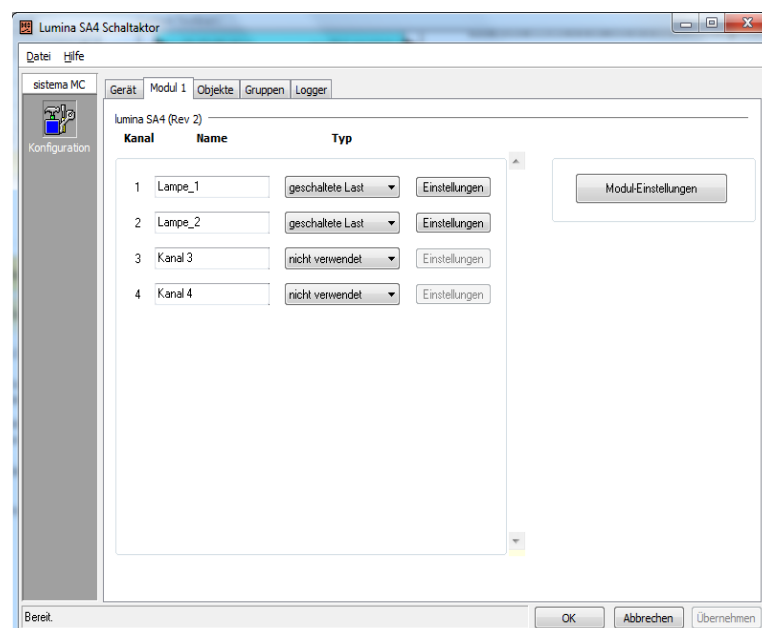 Lumina SA4 Schaltaktor
Datei Hilfe
sistema MC
Konfiguration
Gerät Modul 1 Objekte Gruppen Logger
lumina SA4 (Rev 2)
Kanal Name Typ
1 Lampe_1 geschaltete Last Einstellungen
2 Lampe_2 geschaltete Last Einstellungen
3 Kanal 3 nicht verwendet Einstellungen
4 Kanal 4 nicht verwendet Einstellungen
Modul-Einstellungen
Bereit.
OK Abbrechen Übernehmen